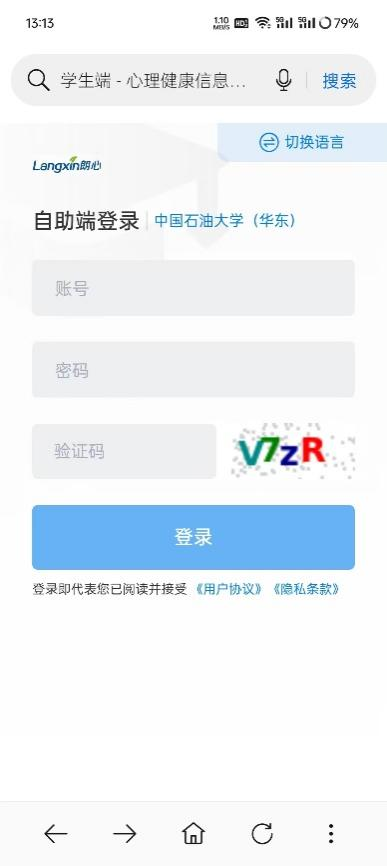 13:13 1.10 MB/S HD 5G 5G 79%
学生端 - 心理健康信息... 搜索
切换语言
Langxin朗心
自助端登录 中国石油大学（华东）
账号
密码
验证码 V7zR
登录
登录即代表您已阅读并接受 《用户协议》 《隐私条款》